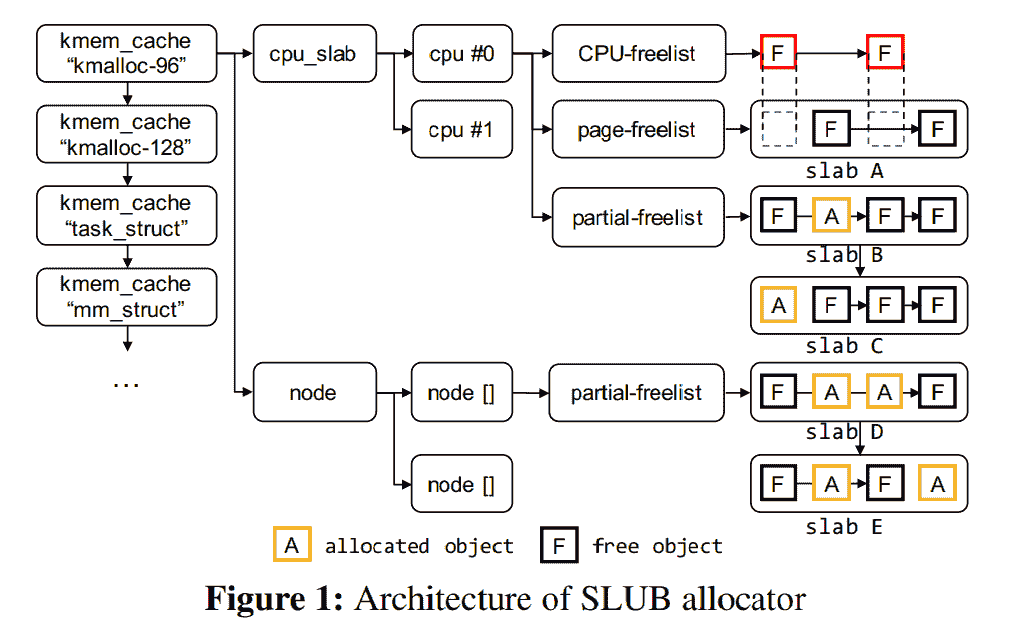 kmem_cache
“kmalloc-96”
cpu_slab
cpu #0
CPU-freelist
F
F
kmem_cache
“kmalloc-128”
cpu #1
page-freelist
F
F
slab A
kmem_cache
“task_struct”
partial-freelist
F
A
F
F
slab B
kmem_cache
“mm_struct”
A
F
F
F
slab C
...
node
node []
partial-freelist
F
A
A
F
slab D
node []
F
A
F
A
slab E
A allocated object
F free object
Figure 1: Architecture of SLUB allocator